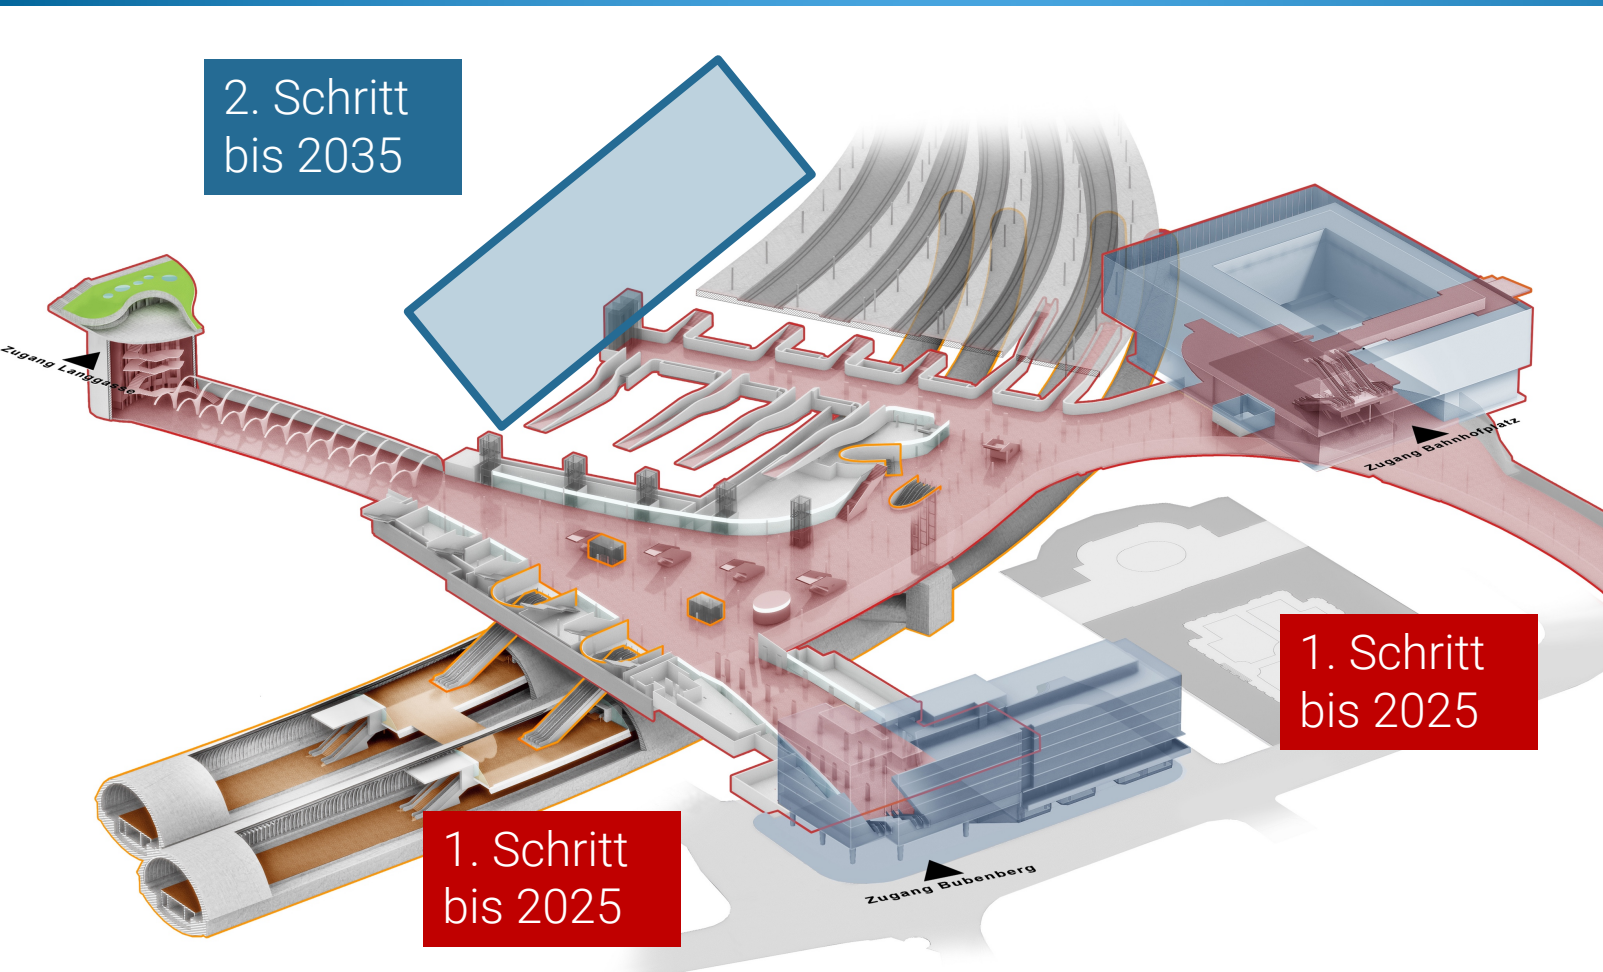 2. Schritt
bis 2035
Zugang Langgasse
Zugang Bahnhofplatz
1. Schritt
bis 2025
1. Schritt
bis 2025
Zugang Bubenberg